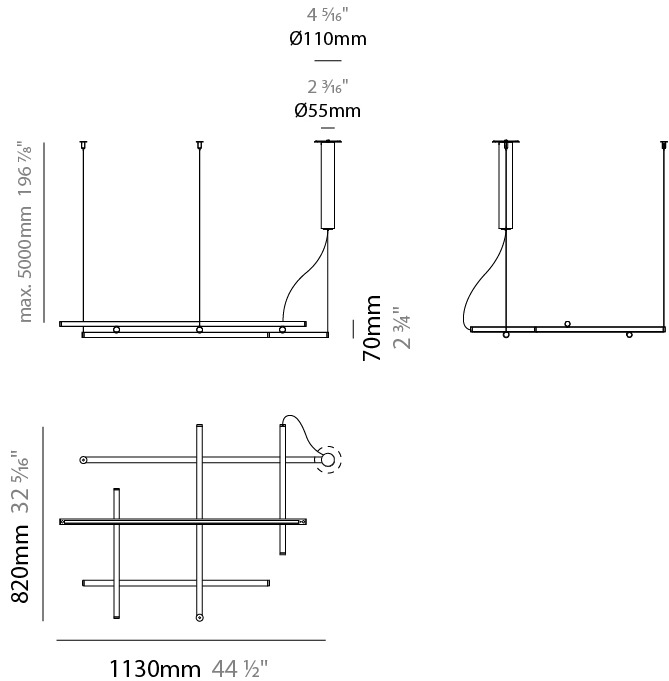 4 5⁄16"
Ø110mm
2 3⁄16"
Ø55mm
max. 5000mm 196 7⁄8"
70mm
2 3⁄4"
820mm 32 5⁄16"
1130mm 44 ½"